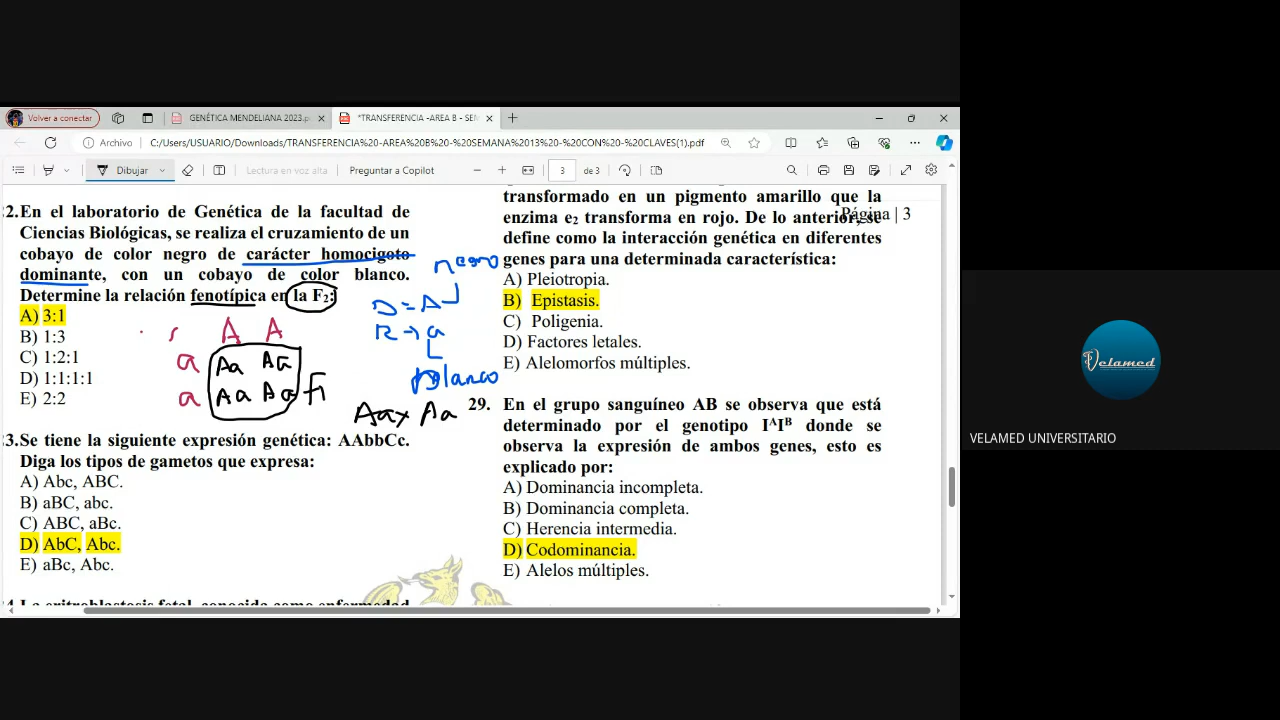 Volver a conectar
GENÉTICA MENDELIANA 2023.p
*TRANSFERENCIA -AREA B - SEM
Archivo
C:/Users/USUARIO/Downloads/TRANSFERENCIA%20-AREA%20B%20-%20SEMANA%2013%20-%20CON%20-%20CLAVES(1).pdf
Dibujar
Lectura en voz alta
Preguntar a Copilot
3
de 3
2. En el laboratorio de Genética de la facultad de
Ciencias Biológicas, se realiza el cruzamiento de un
cobayo de color negro de carácter homocigoto
dominante, con un cobayo de color blanco.
Determine la relación fenotípica en la F2:
A) 3:1
B) 1:3
C) 1:2:1
D) 1:1:1:1
E) 2:2
A A
a Aa Aa
a Aa Aa F1
negro
D = A
R → a
blanco
Aa x Aa
3. Se tiene la siguiente expresión genética: AAbbCc.
Diga los tipos de gametos que expresa:
A) Abc, ABC.
B) aBC, abc.
C) ABC, aBc.
D) AbC, Abc.
E) aBc, Abc.
4. La eritroblastosis fetal, conocida como enfermedad
transformado en un pigmento amarillo que la
enzima e2 transforma en rojo. De lo anterior, se
Página | 3
define como la interacción genética en diferentes
genes para una determinada característica:
A) Pleiotropia.
B) Epistasis.
C) Poligenia.
D) Factores letales.
E) Alelomorfos múltiples.
29. En el grupo sanguíneo AB se observa que está
determinado por el genotipo IAIB donde se
observa la expresión de ambos genes, esto es
explicado por:
A) Dominancia incompleta.
B) Dominancia completa.
C) Herencia intermedia.
D) Codominancia.
E) Alelos múltiples.
Velamed
VELAMED UNIVERSITARIO